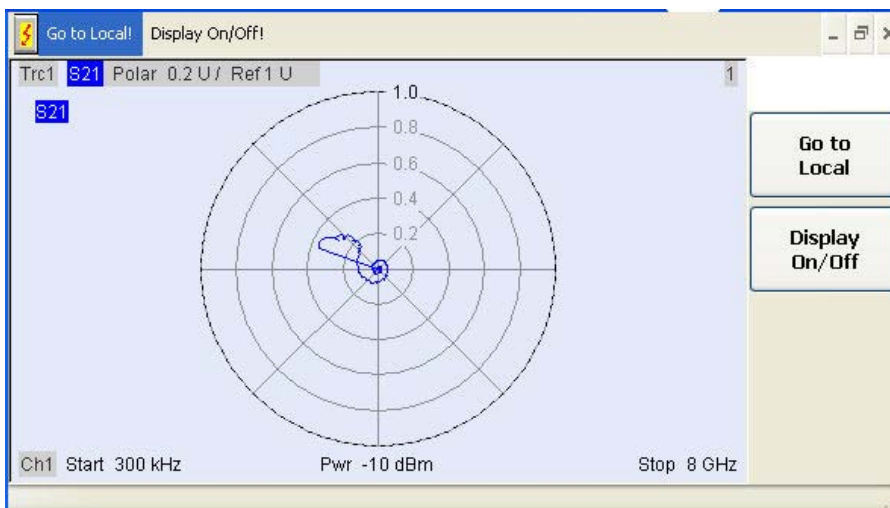 Go to Local! Display On/Off!
Trc1 S21 Polar 0.2 U / Ref 1 U 1
S21
1.0
0.8
0.6
0.4
0.2
Go to
Local
Display
On/Off
Ch1 Start 300 kHz Pwr -10 dBm Stop 8 GHz